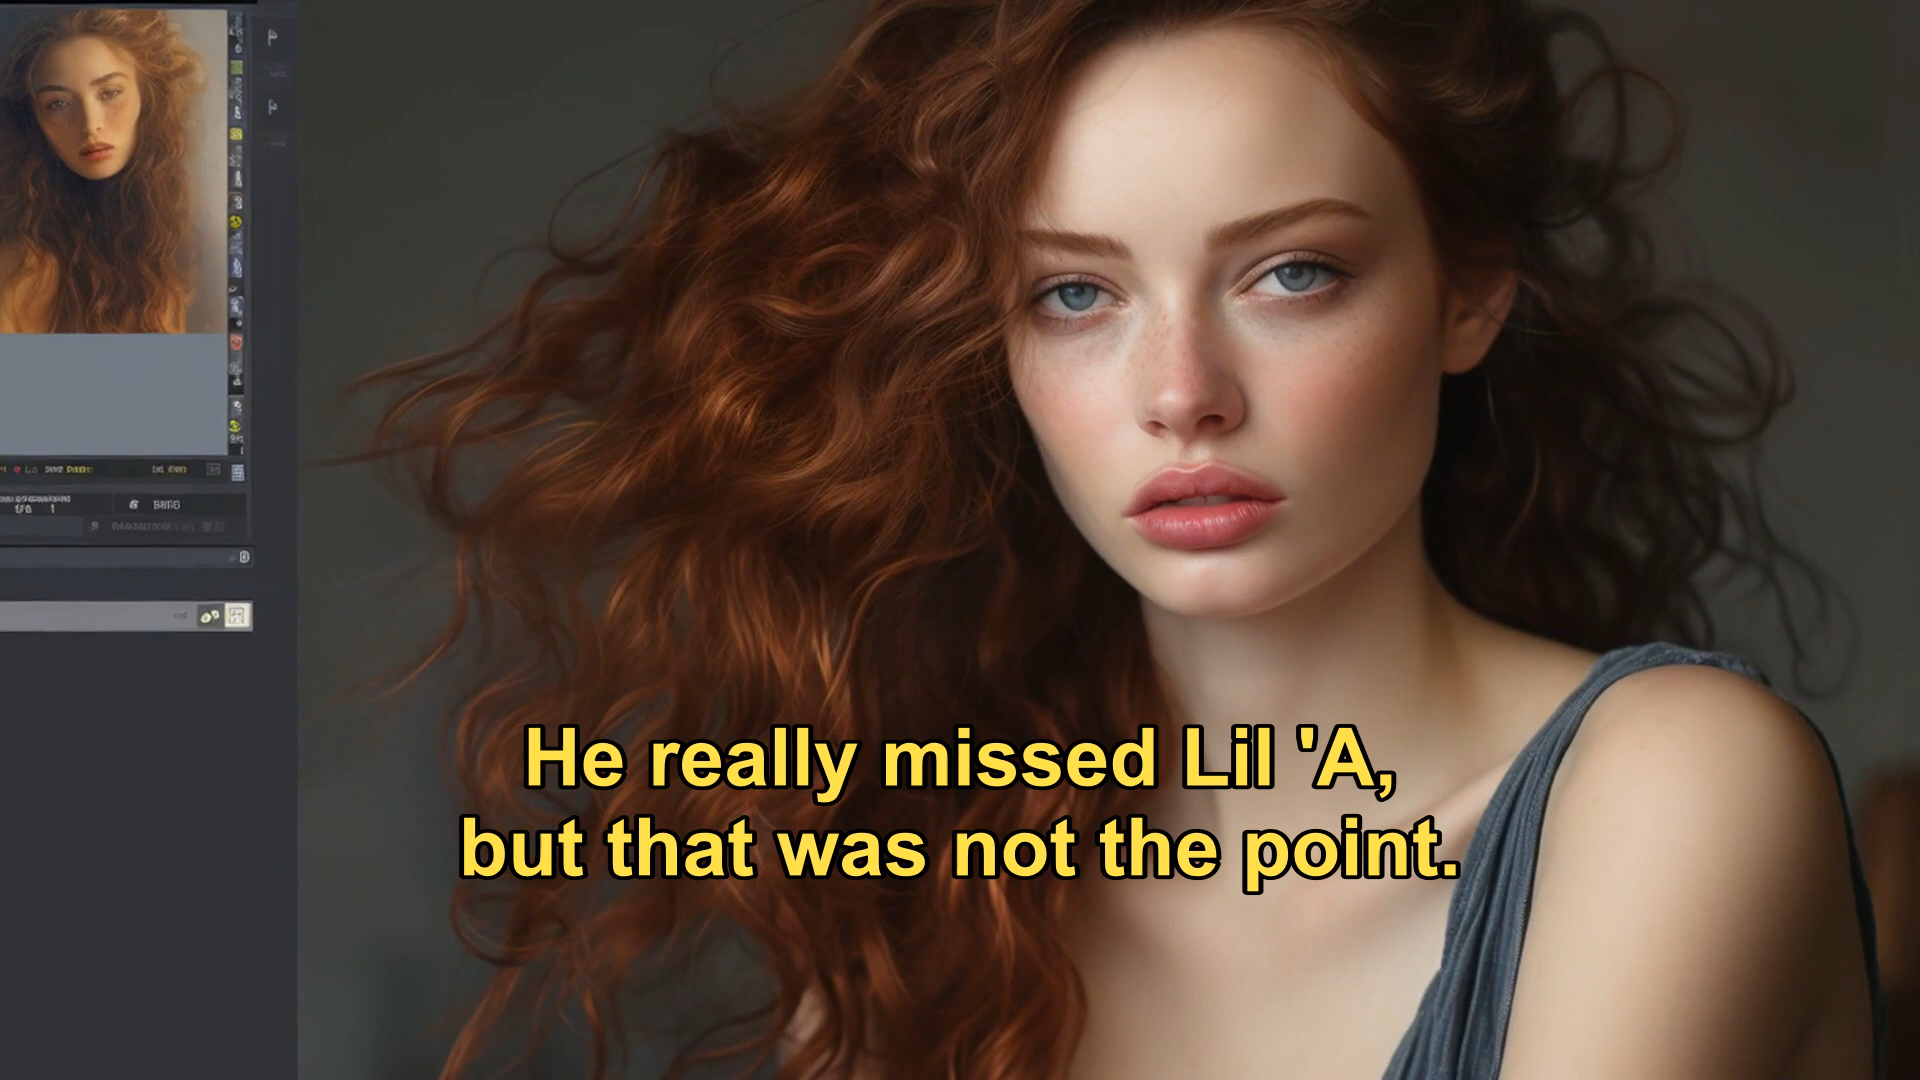 He really missed Lil 'A,
but that was not the point.